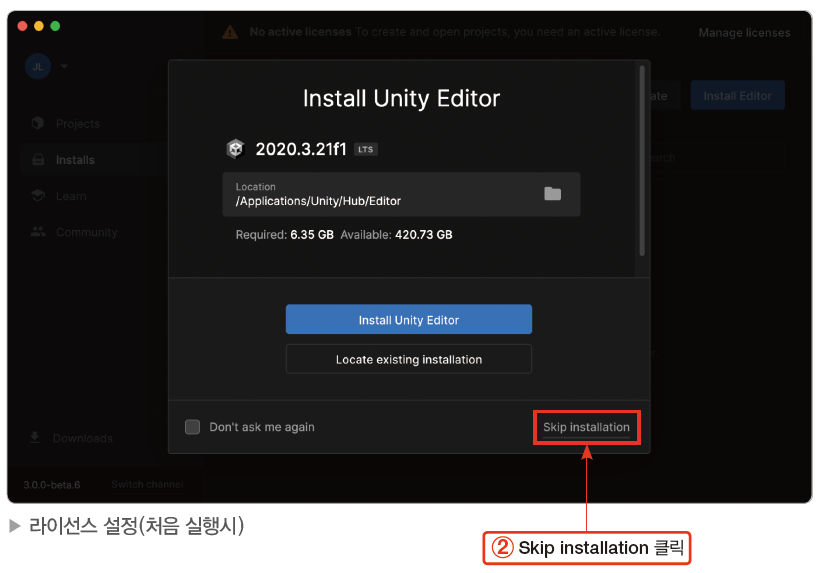 No active licenses To create and open projects, you need an active license.
Manage licenses
JL
Install Editor
Projects
Installs
Learn
Community
Install Unity Editor
2020.3.21f1 LTS
Location
/Applications/Unity/Hub/Editor
Required: 6.35 GB Available: 420.73 GB
Install Unity Editor
Locate existing installation
Don't ask me again
Skip installation
Downloads
3.0.0-beta.6
Switch channel
▶ 라이선스 설정(처음 실행시)
② Skip installation 클릭